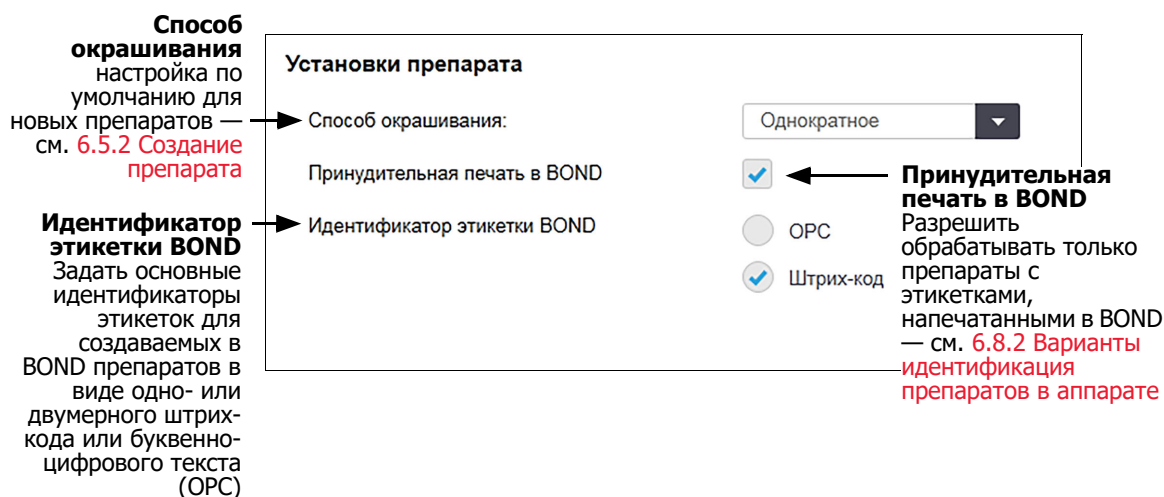 Способ
окрашивания
настройка по
умолчанию для
новых препаратов —
см. 6.5.2 Создание
препарата
Идентификатор
этикетки BOND
Задать основные
идентификаторы
этикеток для
создаваемых в
BOND препаратов в
виде одно- или
двумерного штрих-
кода или буквенно-
цифрового текста
(OPC)
Установки препарата
Способ окрашивания:
Однократное
Принудительная печать в BOND
Идентификатор этикетки BOND
ОРС
Штрих-код
Принудительная
печать в BOND
Разрешить
обрабатывать только
препараты с
этикетками,
напечатанными в BOND
— см. 6.8.2 Варианты
идентификация
препаратов в аппарате